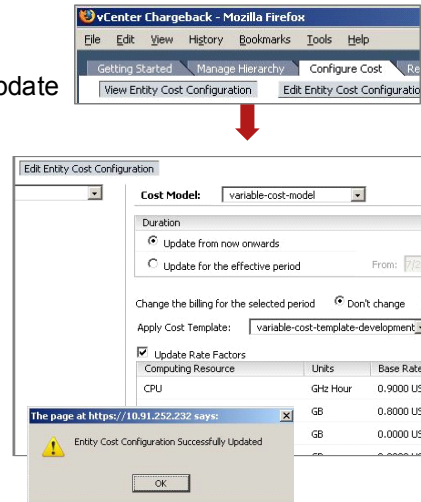 vCenter Chargeback - Mozilla Firefox
File Edit View History Bookmarks Tools Help
Getting Started Manage Hierarchy Configure Cost Re
View Entity Cost Configuration Edit Entity Cost Configuratio
pdate
Edit Entity Cost Configuration
Cost Model: variable-cost-model
Duration
Update from now onwards
Update for the effective period From: 7/2
Change the billing for the selected period Don't change
Apply Cost Template: variable-cost-template-development
Update Rate Factors
Computing Resource Units Base Rate
CPU GHz Hour 0.9000 US
GB 0.8000 US
GB 0.0000 US
The page at https://10.91.252.232 says:
Entity Cost Configuration Successfully Updated
OK